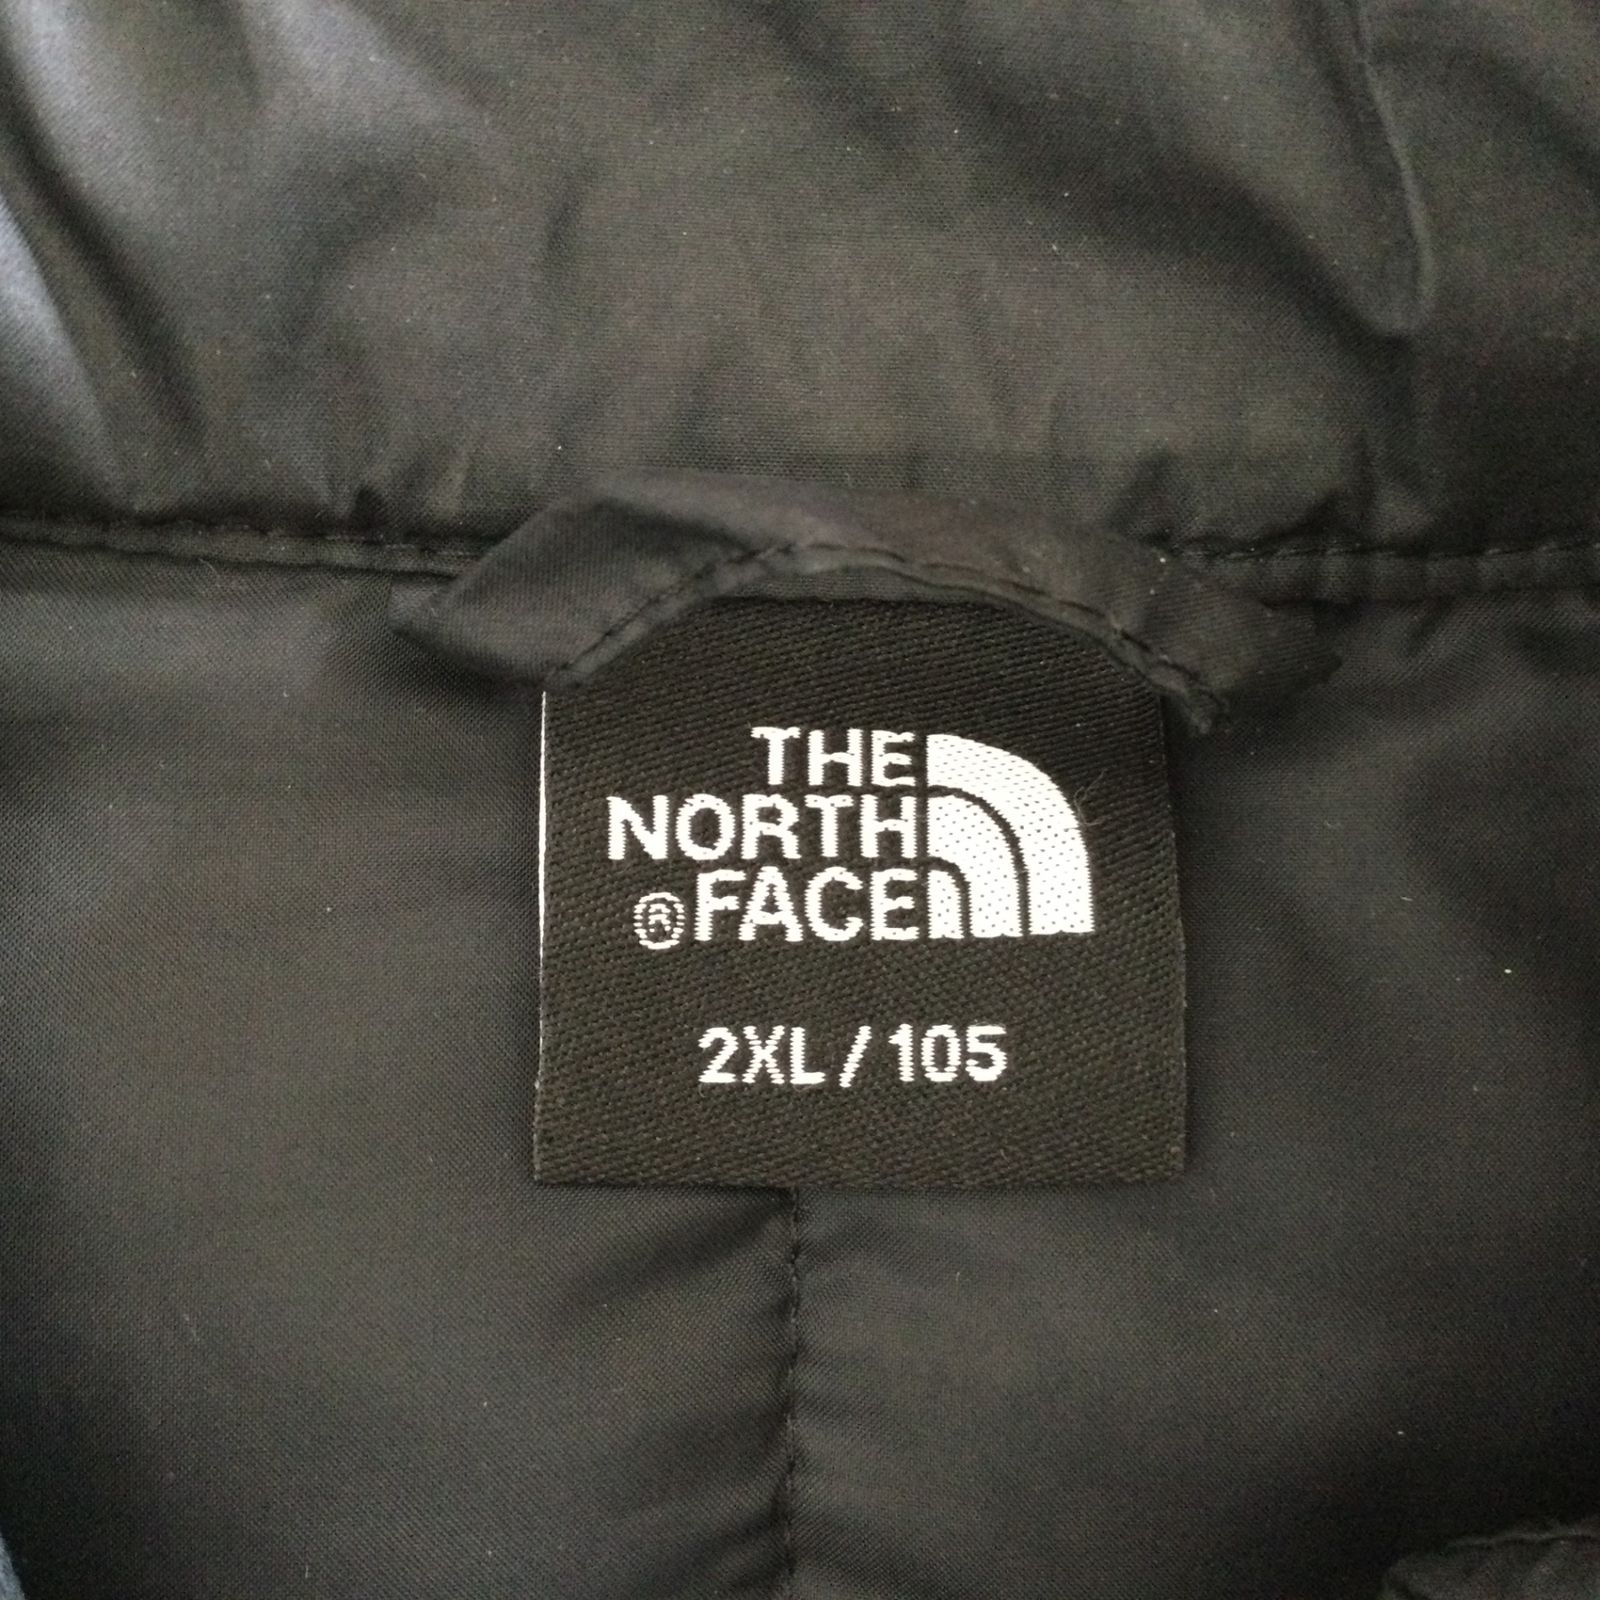 THE
NORTH
®FACE
2XL / 105